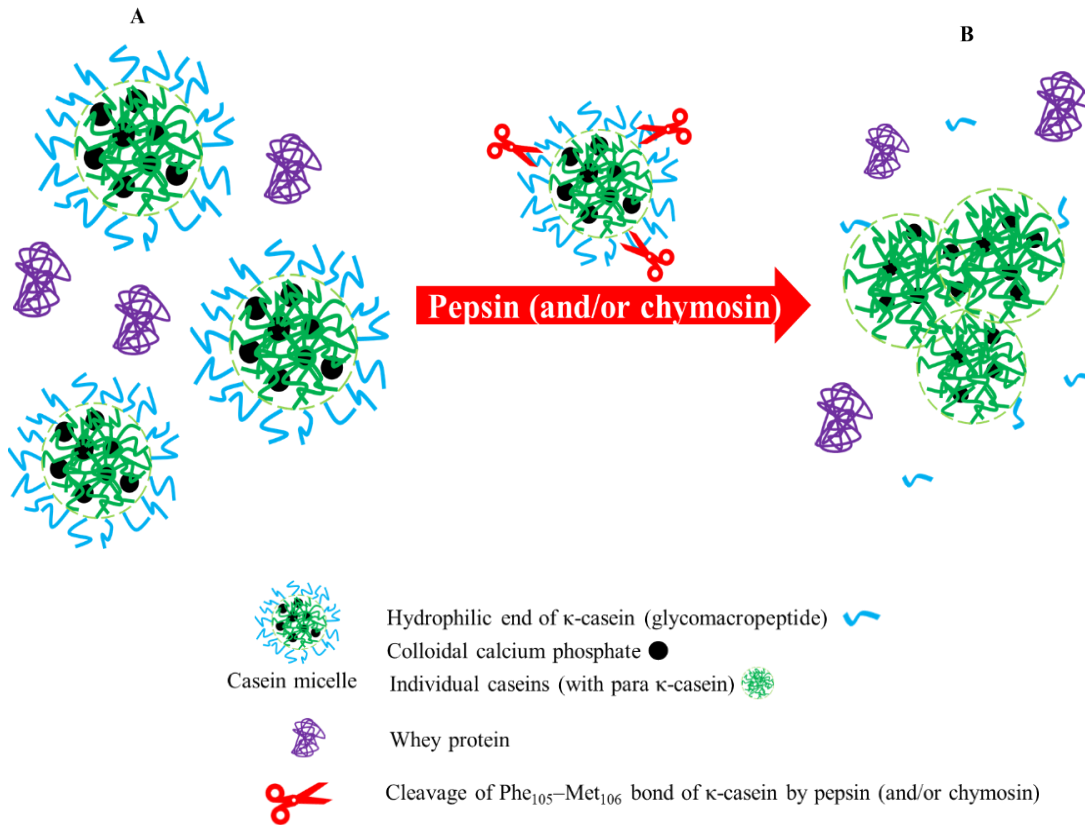 A
B
Pepsin (and/or chymosin)
Hydrophilic end of κ-casein (glycomacropeptide)
Colloidal calcium phosphate
Casein micelle
Individual caseins (with para κ-casein)
Whey protein
Cleavage of Phe₁₀₅–Met₁₀₆ bond of κ-casein by pepsin (and/or chymosin)